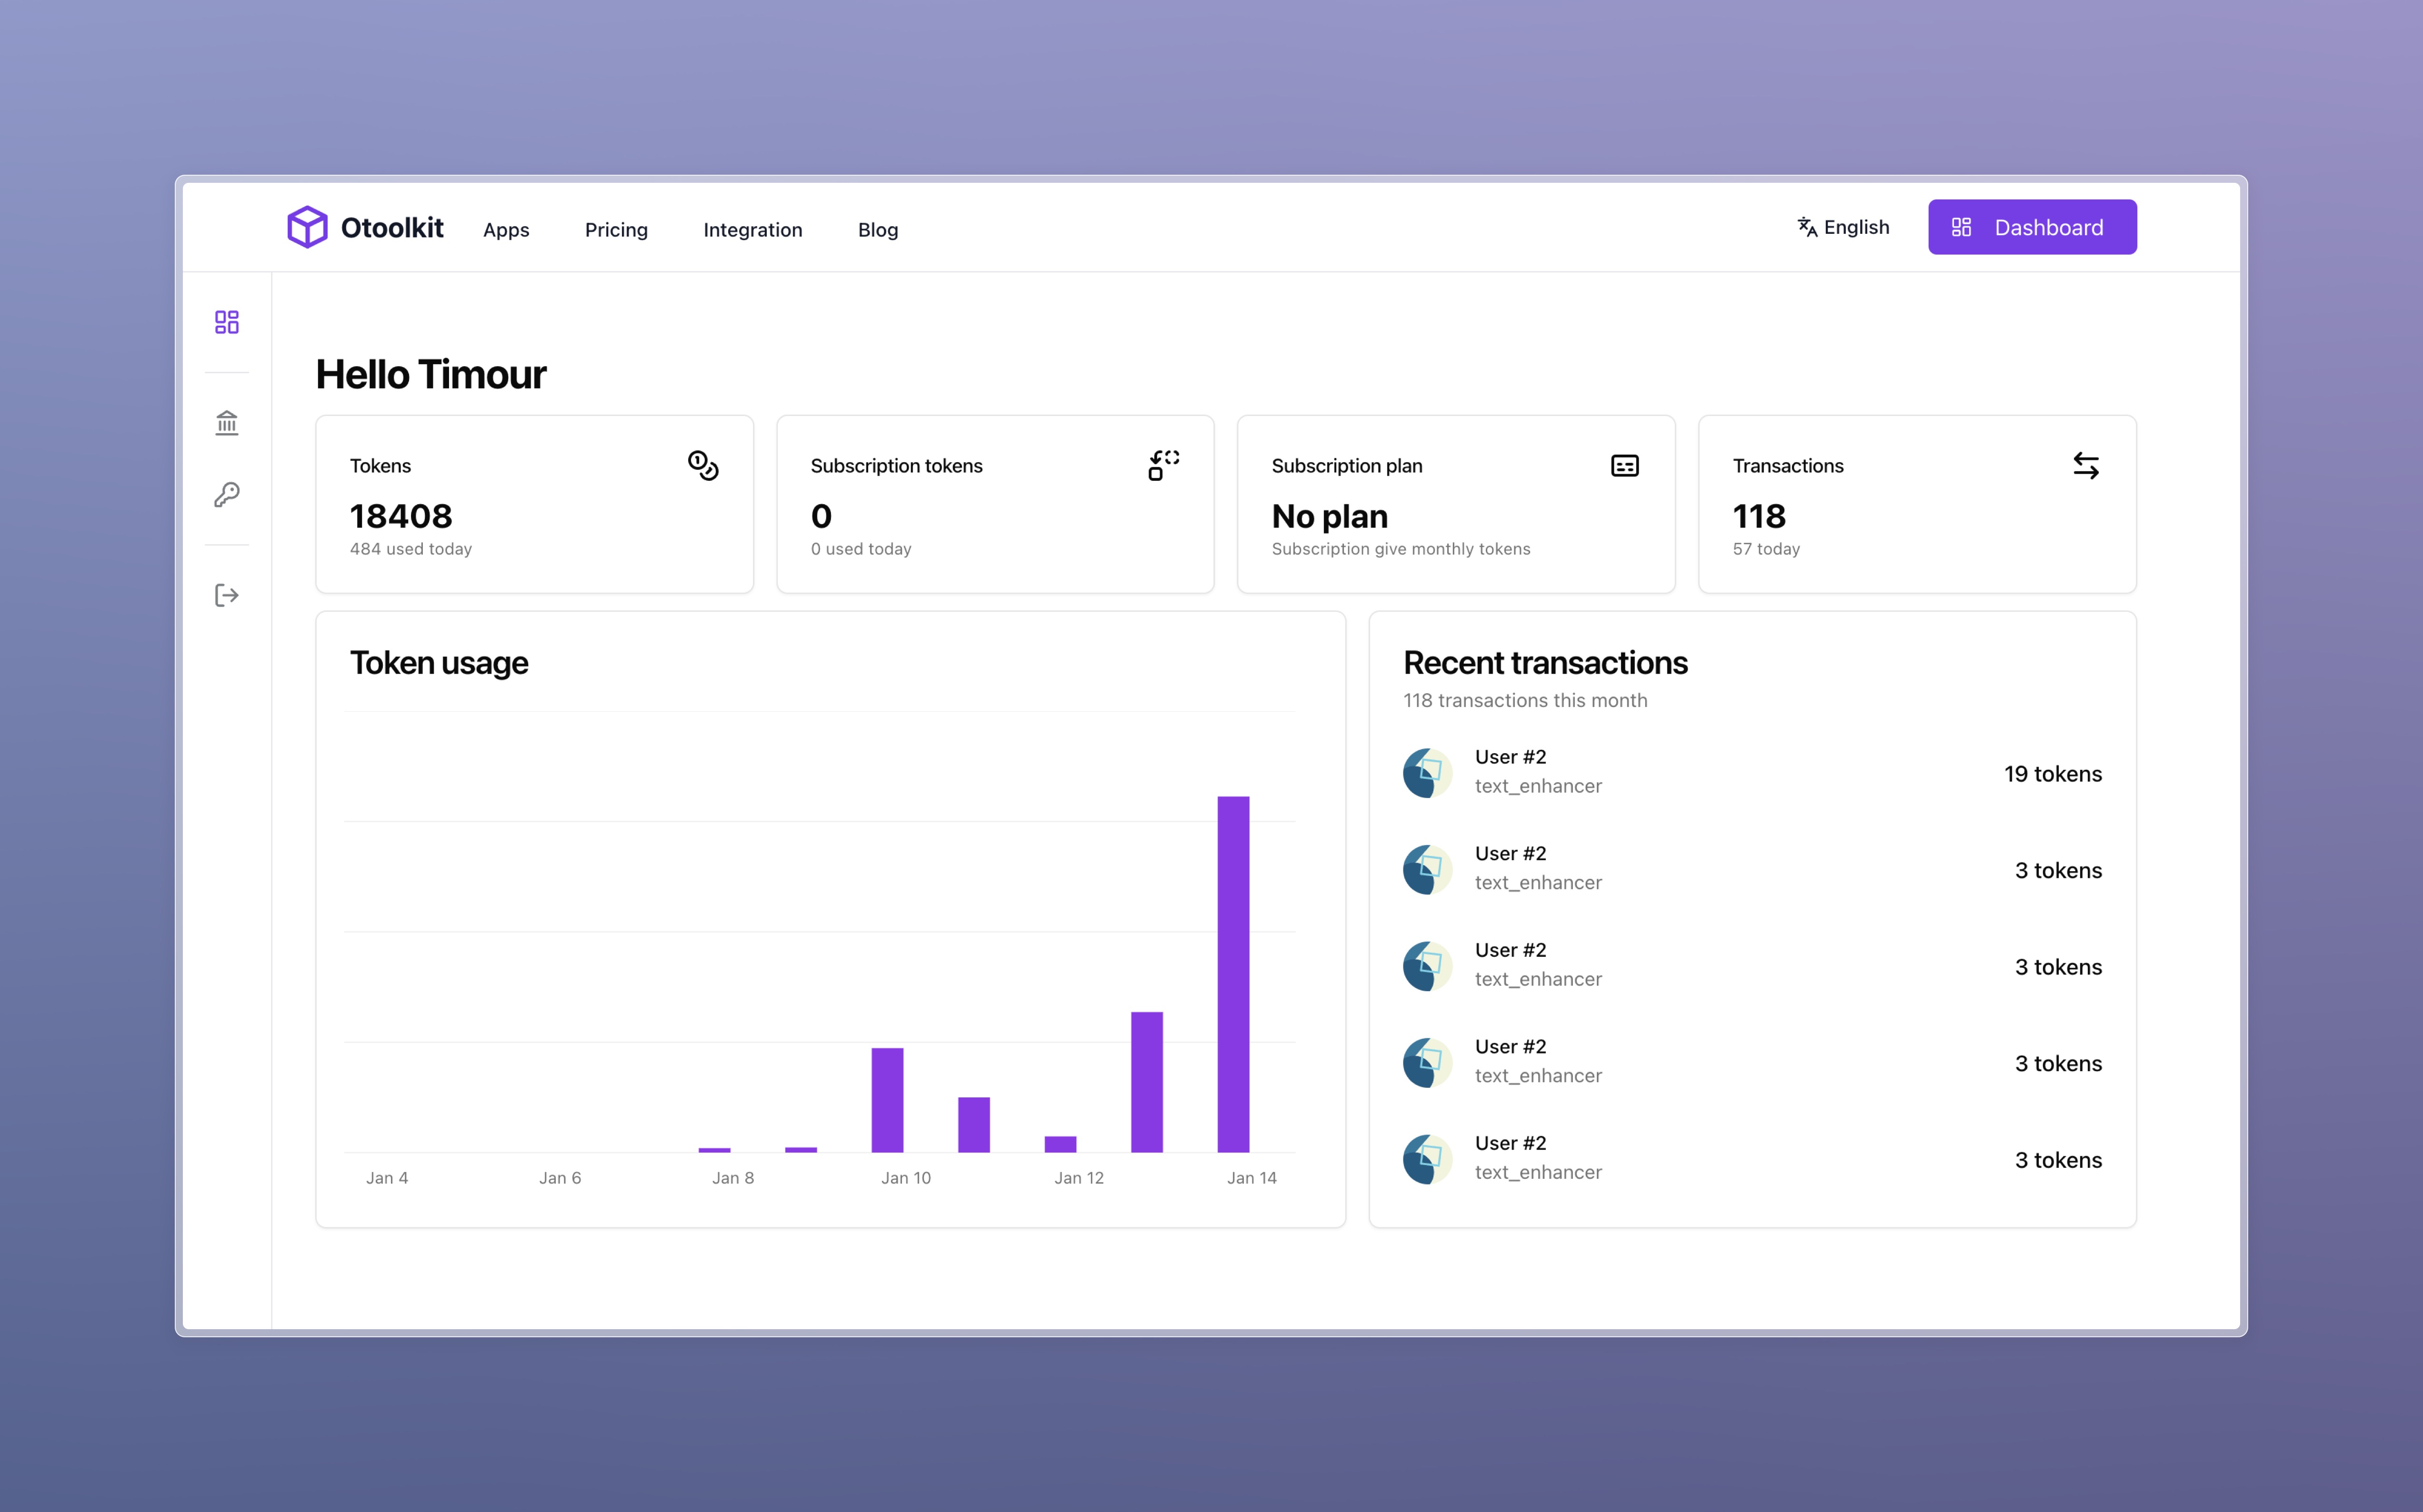 Otoolkit
Apps
Pricing
Integration
Blog
English
Dashboard
Hello Timour
Tokens
18408
484 used today
Subscription tokens
0
0 used today
Subscription plan
No plan
Subscription give monthly tokens
Transactions
118
57 today
Token usage
Jan 4
Jan 6
Jan 8
Jan 10
Jan 12
Jan 14
Recent transactions
118 transactions this month
User #2
text_enhancer
19 tokens
User #2
text_enhancer
3 tokens
User #2
text_enhancer
3 tokens
User #2
text_enhancer
3 tokens
User #2
text_enhancer
3 tokens